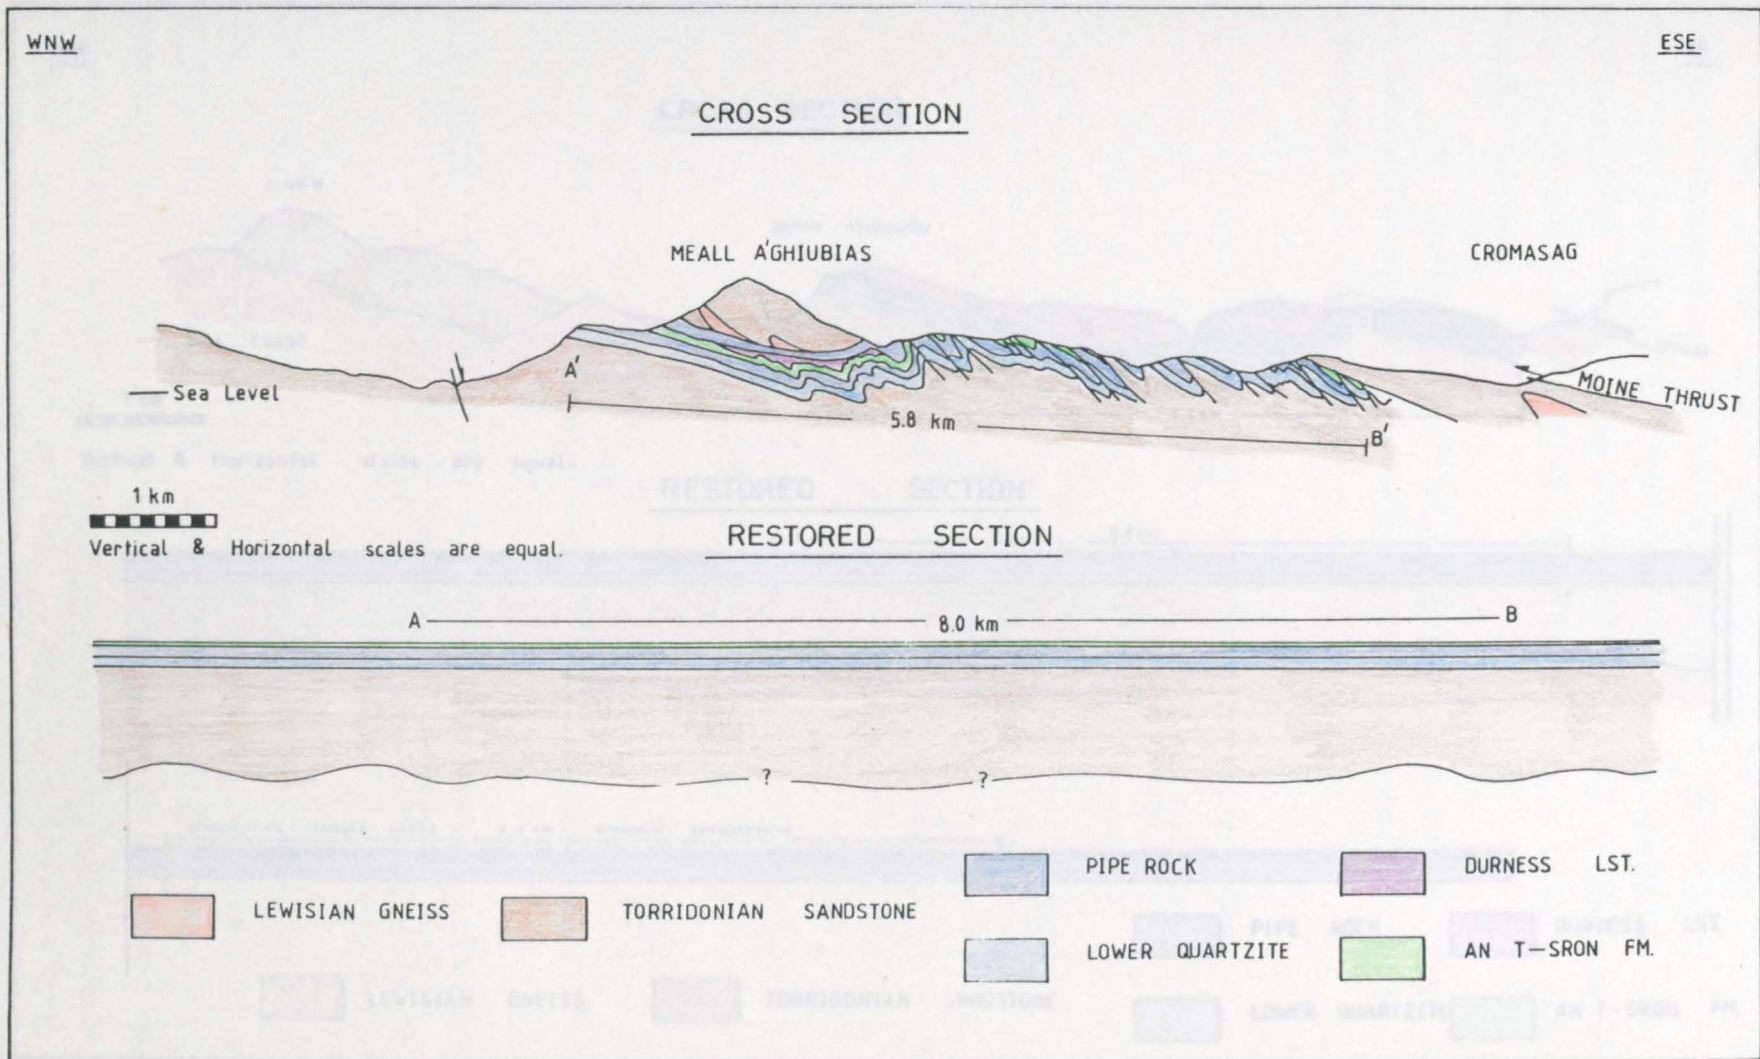 WNW
ESE
CROSS SECTION
MEALL A'GHIUBIAS
CROMASAG
A'
MOINE THRUST
Sea Level
5.8 km
B'
1 km
Vertical & Horizontal scales are equal.
RESTORED SECTION
A 8.0 km B
? ?
PIPE ROCK
DURNESS LST.
LEWISIAN GNEISS
TORRIDONIAN SANDSTONE
LOWER QUARTZITE
AN T-SRON FM.